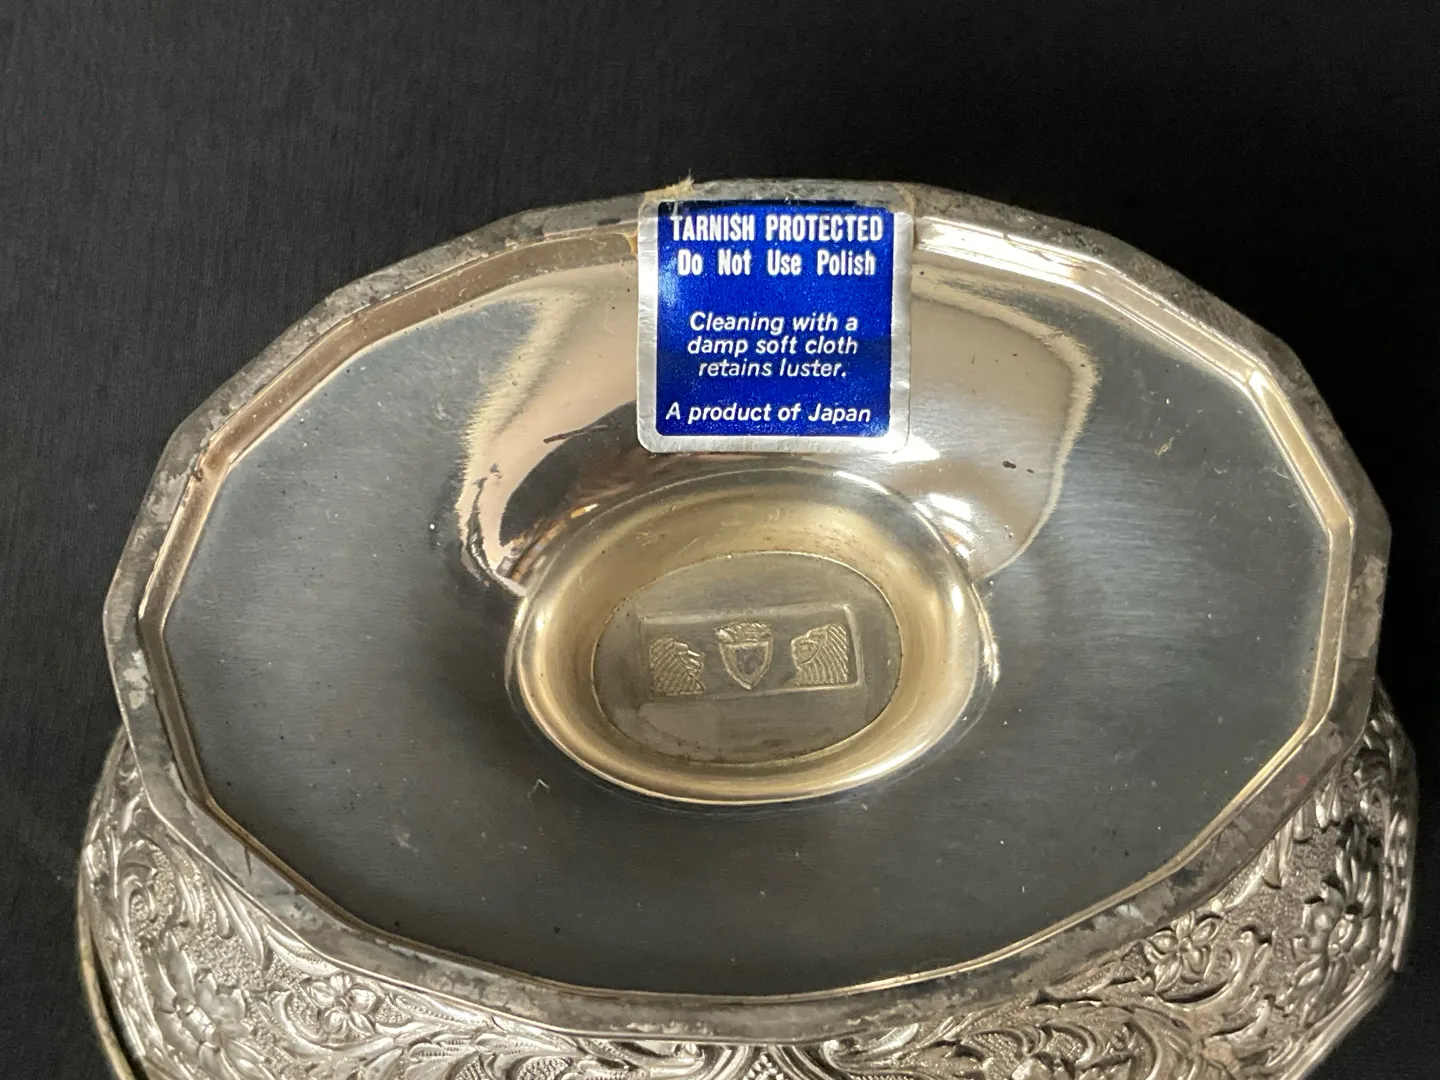 TARNISH PROTECTED
Do Not Use Polish
Cleaning with a
damp soft cloth
retains luster.
A product of Japan